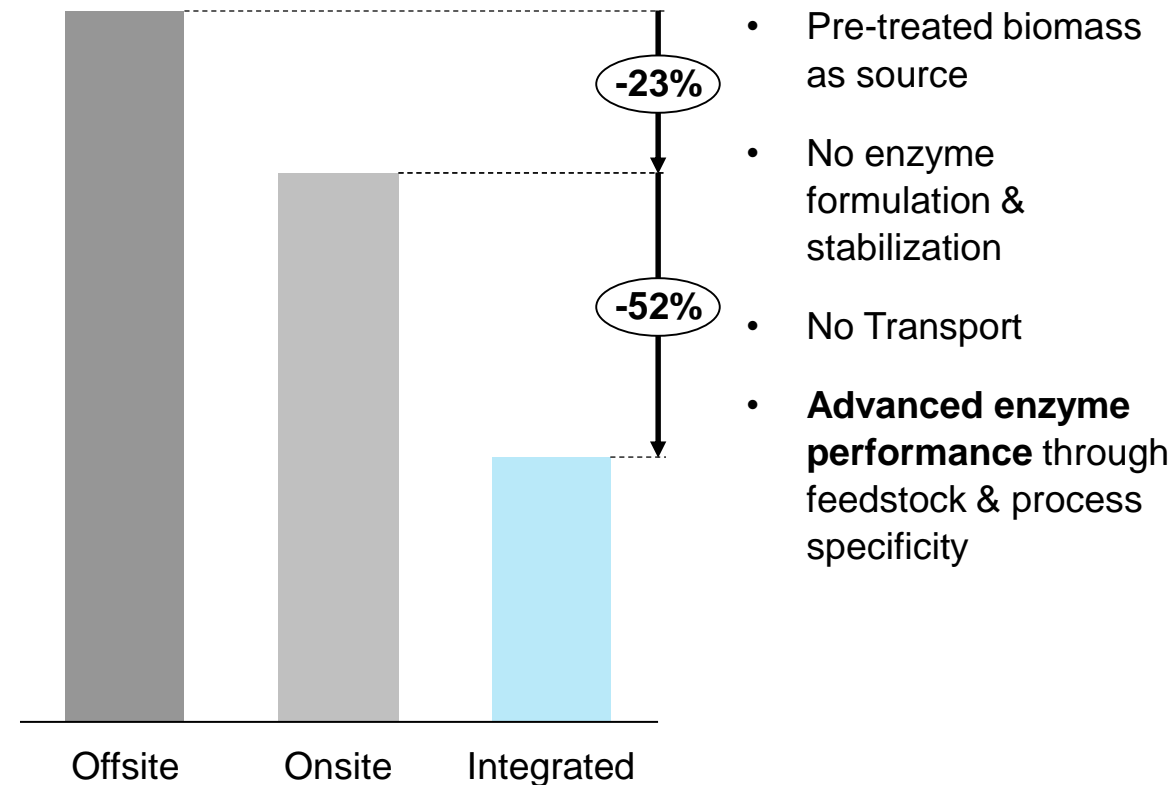 -23%
-52%
Offsite
Onsite
Integrated
• Pre-treated biomass
as source
• No enzyme
formulation &
stabilization
• No Transport
• Advanced enzyme
performance through
feedstock & process
specificity